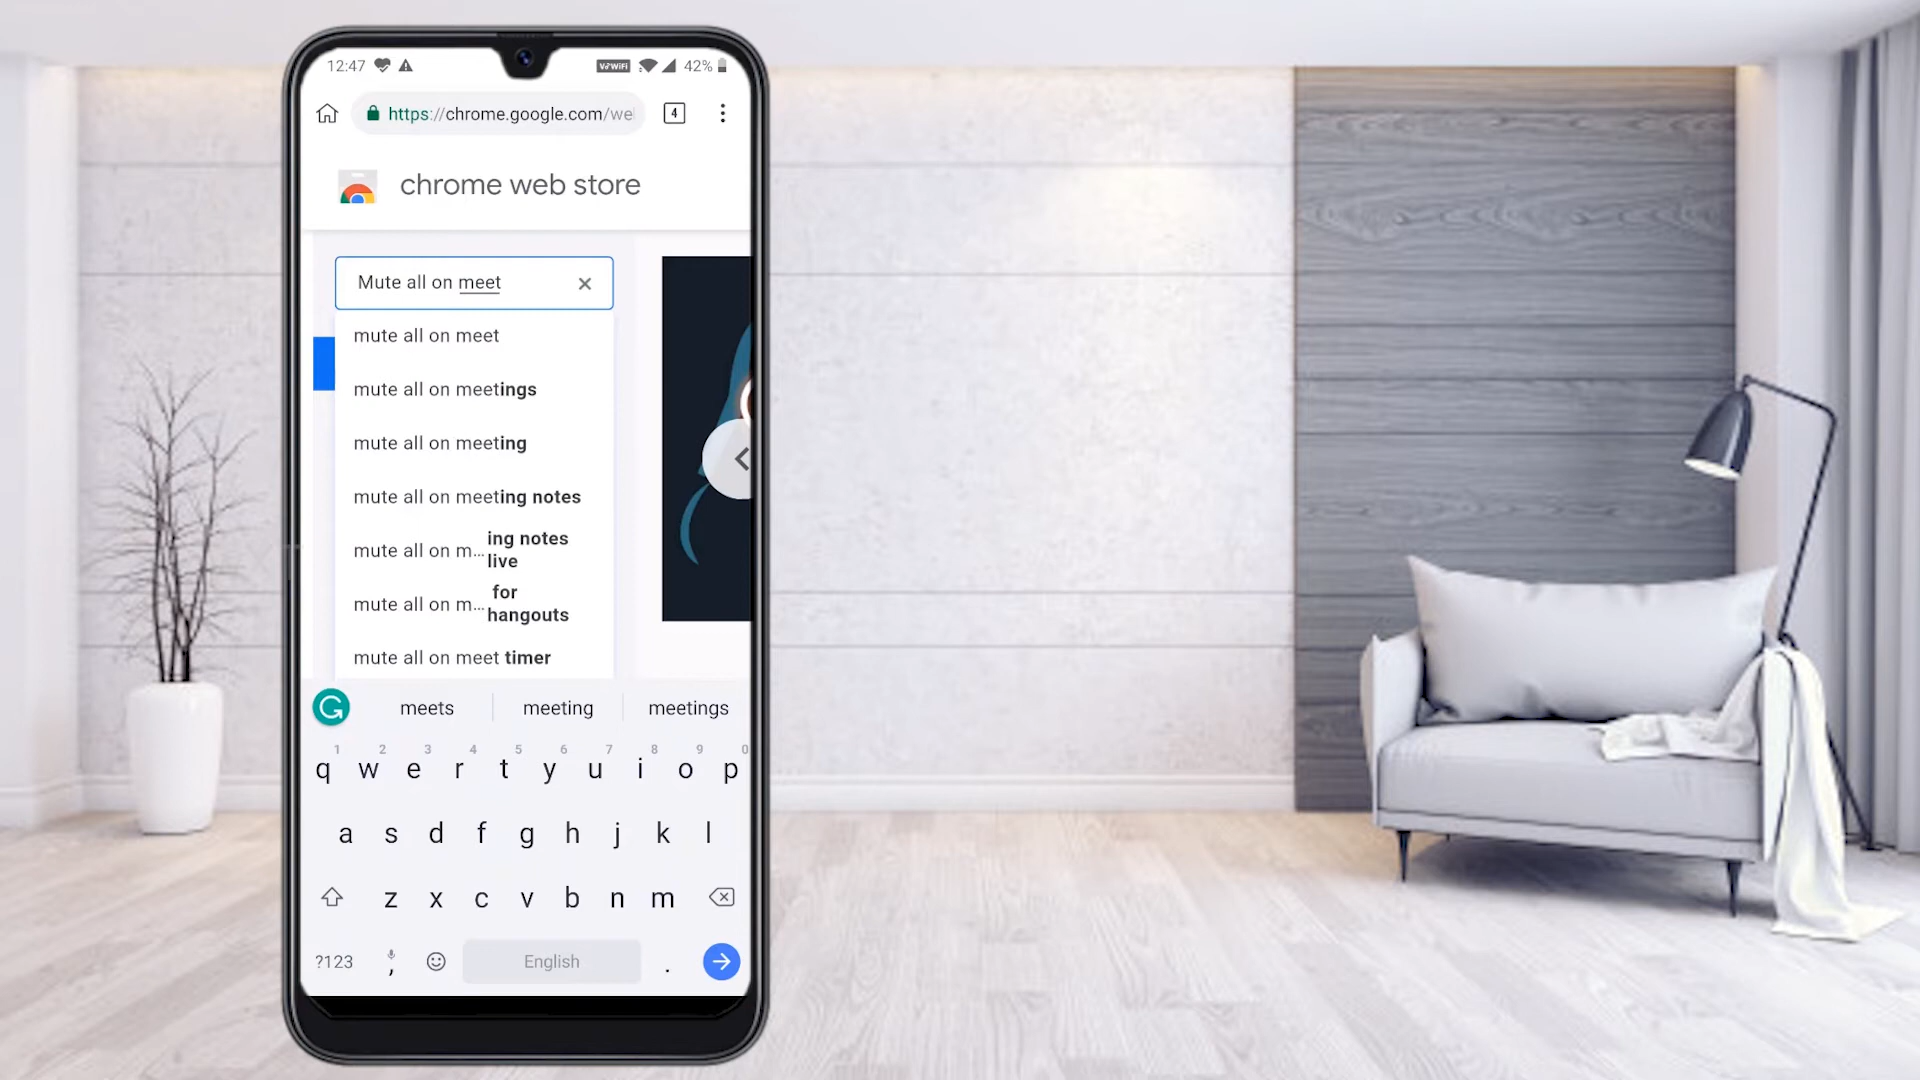 12:47
VoWiFi
42%
https://chrome.google.com/we
4
chrome web store
Mute all on meet
mute all on meet
mute all on meetings
mute all on meeting
mute all on meeting notes
mute all on m... ing notes live
mute all on m... for hangouts
mute all on meet timer
meets meeting meetings
1 2 3 4 5 6 7 8 9 0
q w e r t y u i o p
a s d f g h j k l
z x c v b n m
?123 , English .